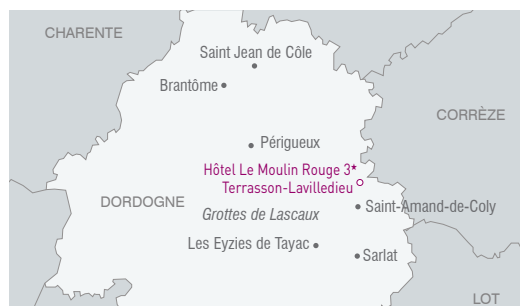 CHARENTE
Saint Jean de Côle
Brantôme
CORRÈZE
Périgueux
Hôtel Le Moulin Rouge 3*
Terrasson-Lavilledieu
DORDOGNE
Saint-Amand-de-Coly
Grottes de Lascaux
Les Eyzies de Tayac
Sarlat
LOT